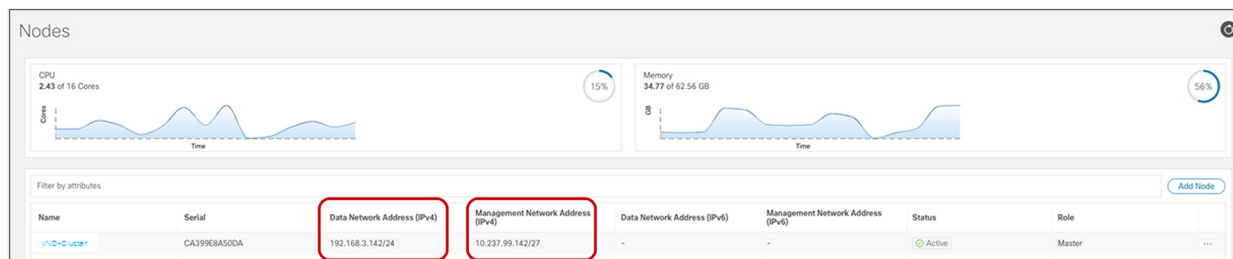 Nodes
CPU
2.43 of 16 Cores
15%
Cores
Time
Memory
34.77 of 62.56 GB
56%
GB
Time
Filter by attributes
Add Node
Name Serial Data Network Address (IPv4) Management Network Address (IPv4) Data Network Address (IPv6) Management Network Address (IPv6) Status Role
VND-Cluster CA399E8A50DA 192.168.3.142/24 10.237.99.142/27 - - Active Master ...